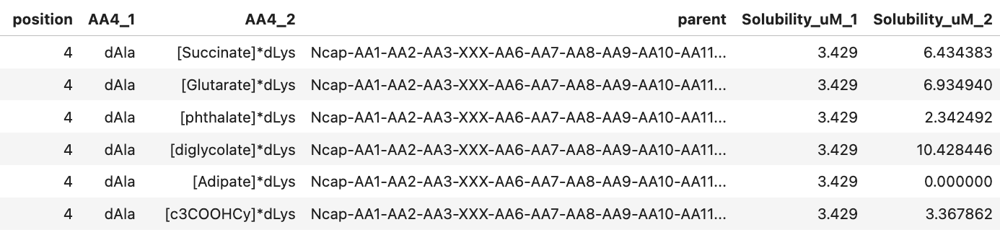 position AA4_1 AA4_2 parent Solubility_uM_1 Solubility_uM_2
4 dAla [Succinate]*dLys Ncap-AA1-AA2-AA3-XXX-AA6-AA7-AA8-AA9-AA10-AA11... 3.429 6.434383
4 dAla [Glutarate]*dLys Ncap-AA1-AA2-AA3-XXX-AA6-AA7-AA8-AA9-AA10-AA11... 3.429 6.934940
4 dAla [phthalate]*dLys Ncap-AA1-AA2-AA3-XXX-AA6-AA7-AA8-AA9-AA10-AA11... 3.429 2.342492
4 dAla [diglycolate]*dLys Ncap-AA1-AA2-AA3-XXX-AA6-AA7-AA8-AA9-AA10-AA11... 3.429 10.428446
4 dAla [Adipate]*dLys Ncap-AA1-AA2-AA3-XXX-AA6-AA7-AA8-AA9-AA10-AA11... 3.429 0.000000
4 dAla [c3COOHCy]*dLys Ncap-AA1-AA2-AA3-XXX-AA6-AA7-AA8-AA9-AA10-AA11... 3.429 3.367862